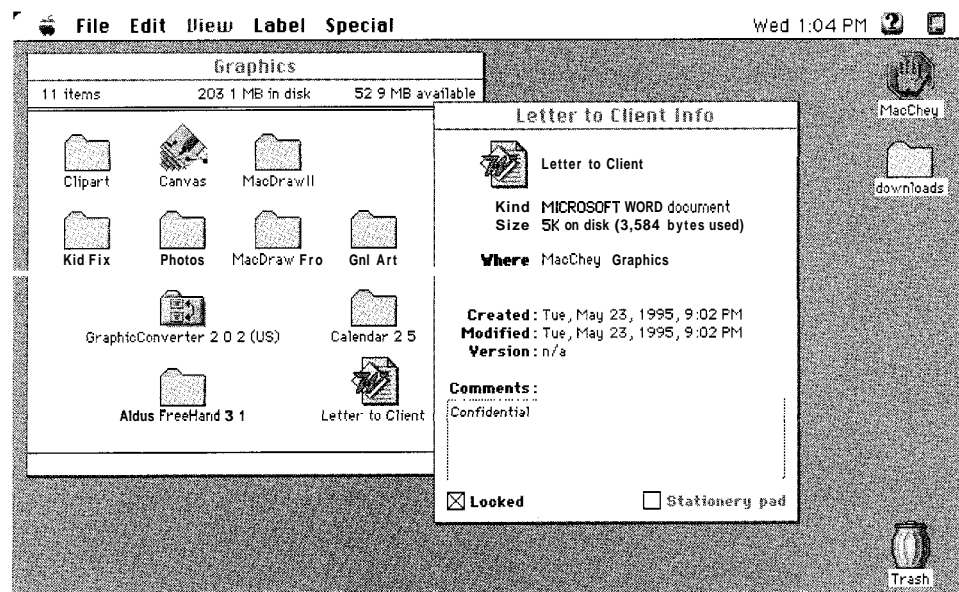 File Edit View Label Special Wed 1:04 PM
Graphics
11 items 203 1 MB in disk 52 9 MB available
Clipart Canvas MacDrawII
Kid Fix Photos MacDraw Fro Gnl Art
GraphicConverter 2 0 2 (US) Calendar 2 5
Aldus FreeHand 3 1 Letter to Client
Letter to Client Info
Letter to Client
Kind MICROSOFT WORD document
Size 5K on disk (3,584 bytes used)
Where MacChey Graphics
Created: Tue, May 23, 1995, 9:02 PM
Modified: Tue, May 23, 1995, 9:02 PM
Version: n/a
Comments:
Confidential
Looked Stationery pad
MacChey
downloads
Trash